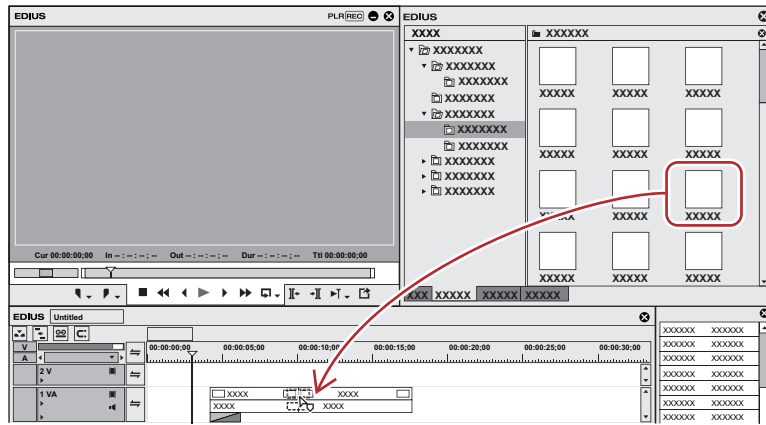 EDIUS PLR REC
Cur 00:00:00;00 In -- : -- : -- ; -- Out -- : -- : -- ; -- Dur -- : -- : -- ; -- Ttl 00:00:00;00
EDIUS
XXXX
XXXXXXX
XXXXXXX
XXXXXXX
XXXXXXX
XXXXXXX
XXXXXXX
XXXXXXX
XXXXXXX
XXXXXXX
XXXXXXX
XXXXXX
XXXXX XXXXX XXXXX
XXXXX XXXXX XXXXX
XXXXX XXXXX XXXXX
XXXXX XXXXX XXXXX
XXX XXXXX XXXXX XXXXX
EDIUS Untitled
V
A
00:00:00;00 00:00:05;00 00:00:10;00 00:00:15;00 00:00:20;00 00:00:25;00 00:00:30;00
2 V
1 VA
XXXX XXXX
XXXX XXXX
XXXXXX XXXXXX
XXXXXX XXXXXX
XXXXXX XXXXXX
XXXXXX XXXXXX
XXXXXX XXXXXX
XXXXXX XXXXXX
XXXXXX XXXXXX